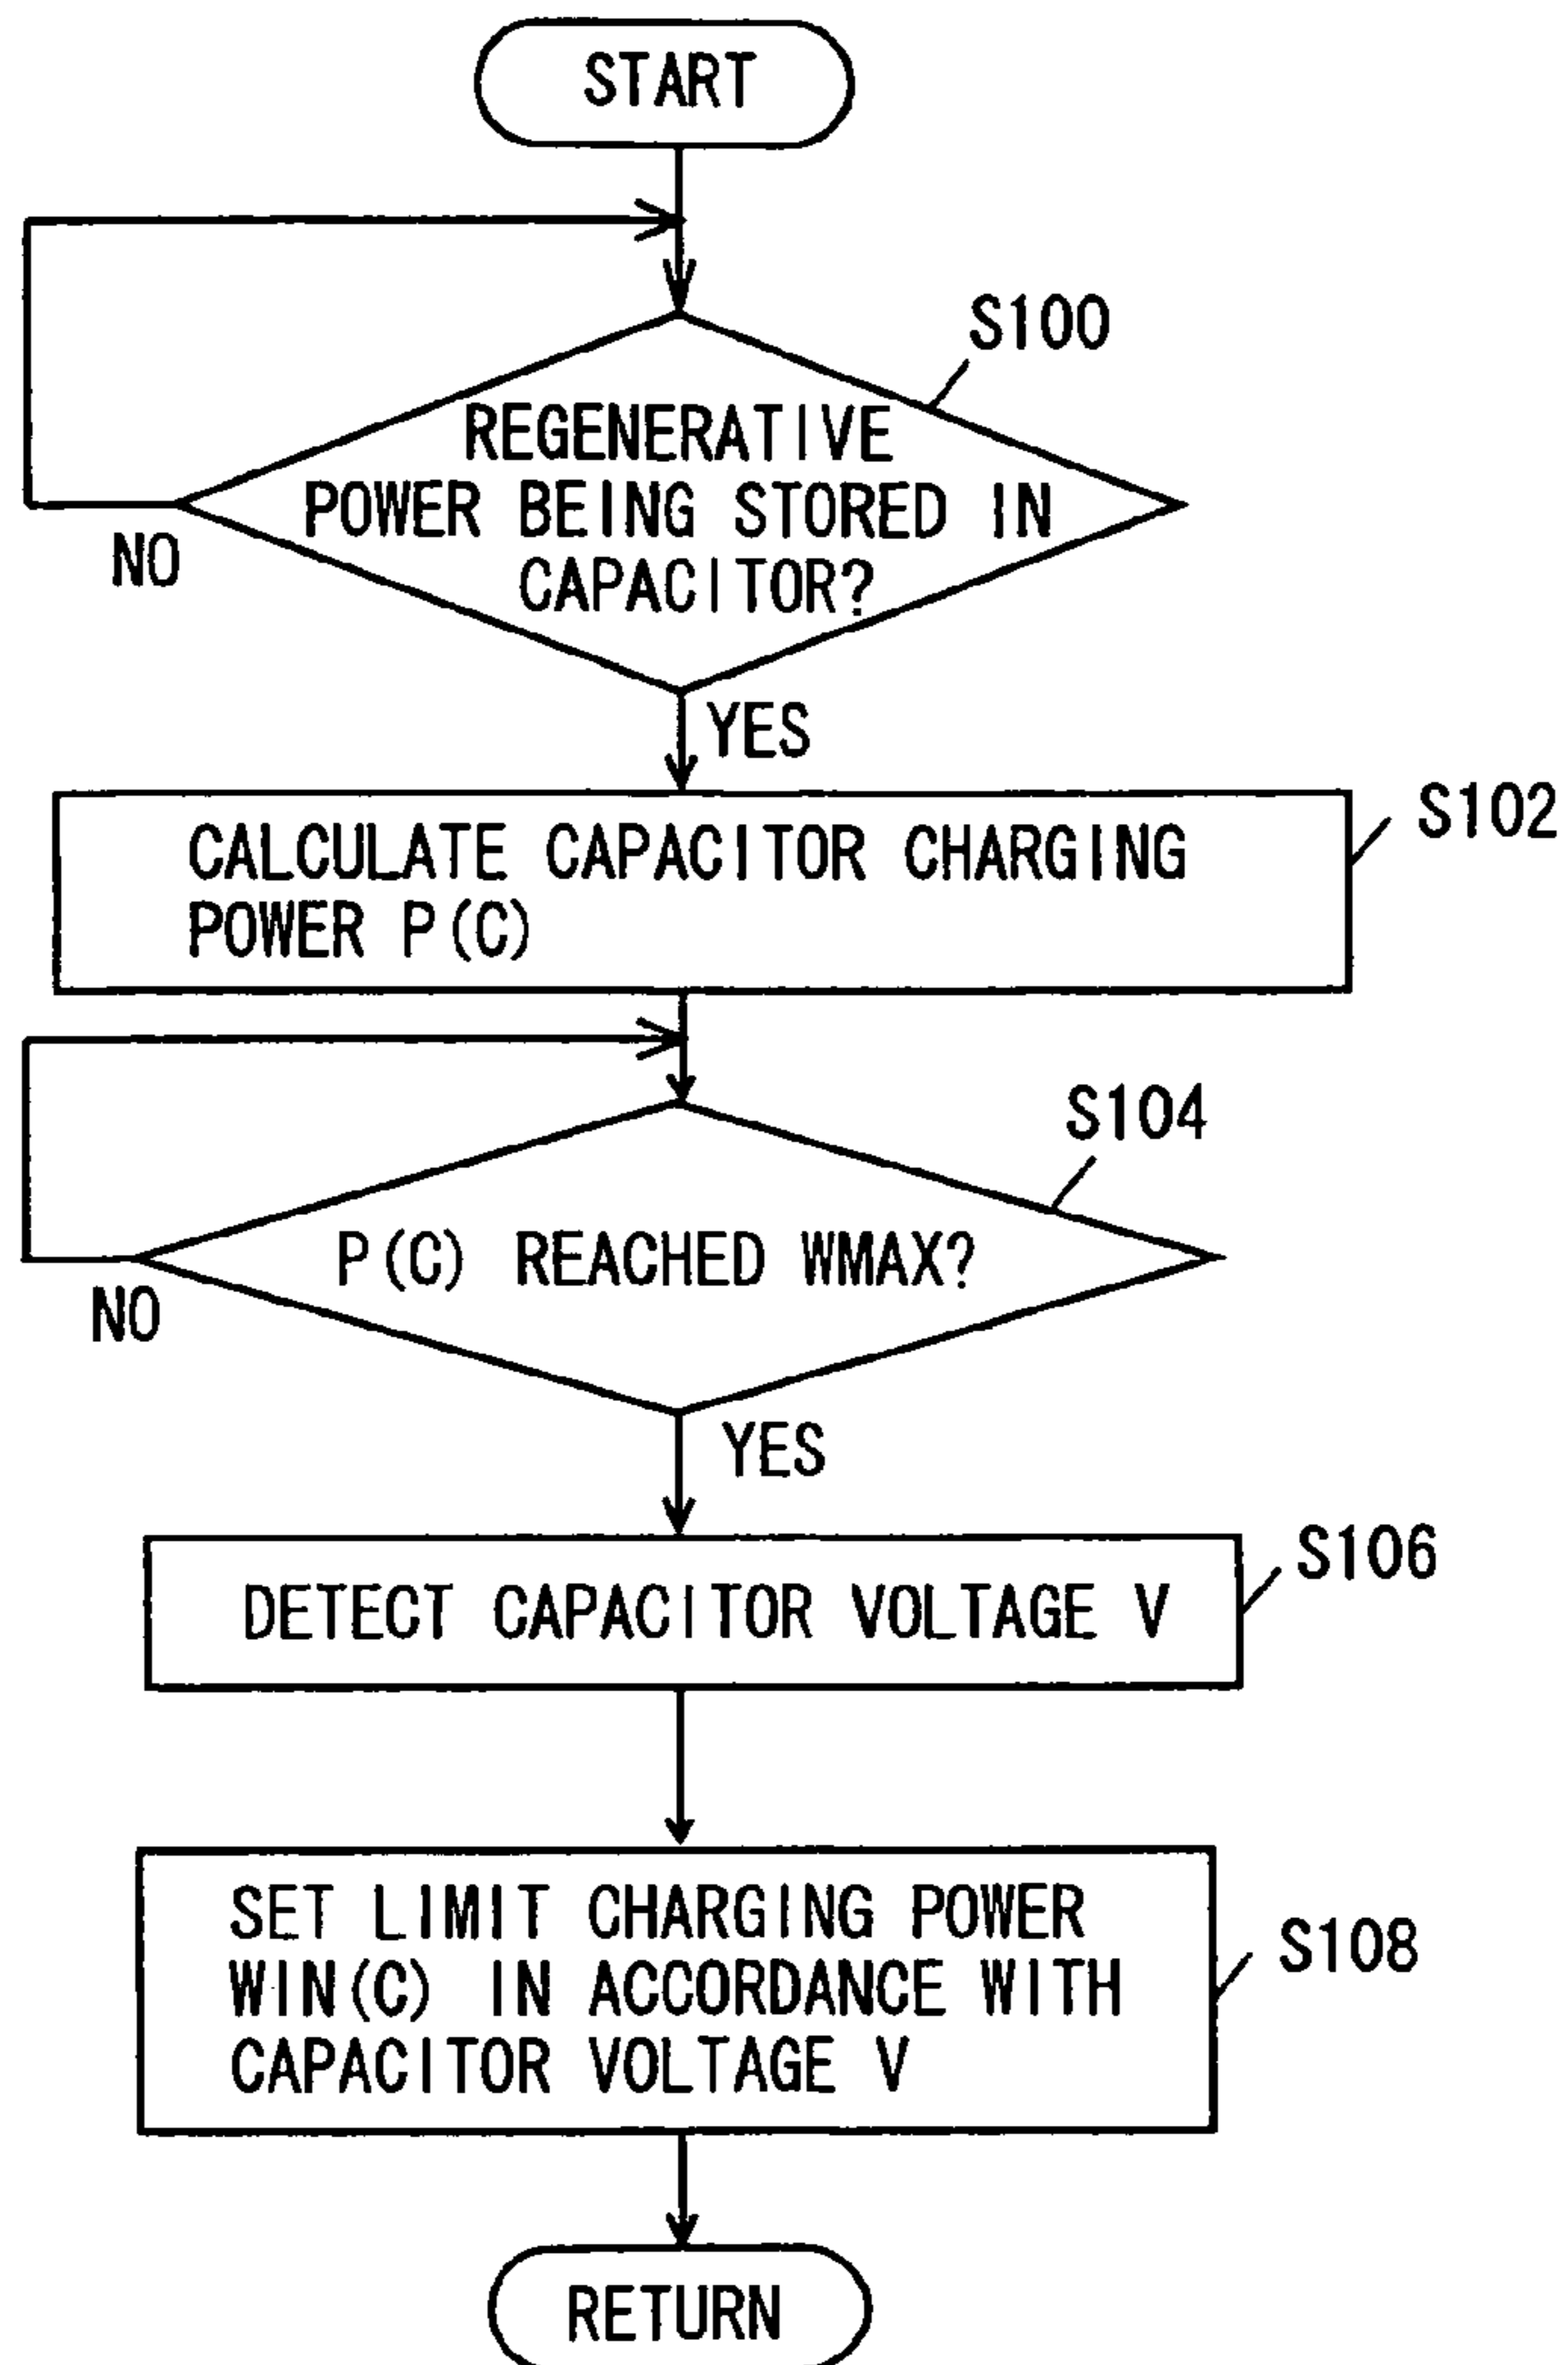 START
S100
REGENERATIVE
POWER BEING STORED IN
CAPACITOR?
NO
YES
S102
CALCULATE CAPACITOR CHARGING
POWER P(C)
S104
P(C) REACHED WMAX?
NO
YES
S106
DETECT CAPACITOR VOLTAGE V
SET LIMIT CHARGING POWER
WIN(C) IN ACCORDANCE WITH
CAPACITOR VOLTAGE V
S108
RETURN